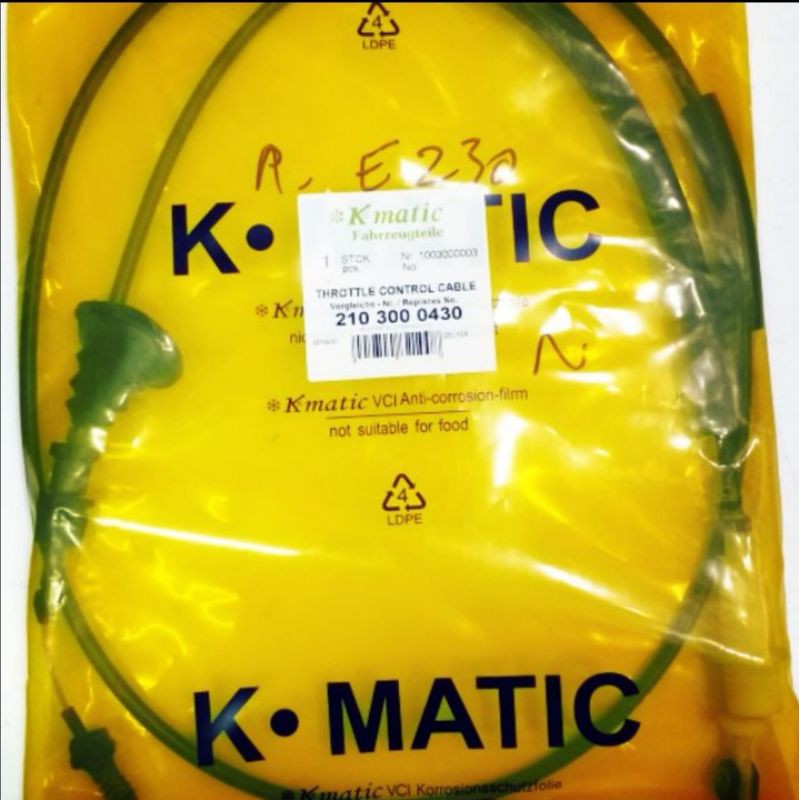 4
LDPE
A. E230
K•MATIC
Kmatic
Fahrzeugteile
1 STCK Nr 1003000003
pcs No
THROTTLE CONTROL CABLE
Vergleichs - Nr. / Replaces No.
210 300 0430
N
Kmatic VCI Anti-corrosion-filrm
not suitable for food
4
LDPE
K•MATIC
Kmatic VCI Korrosionsschutzfolie